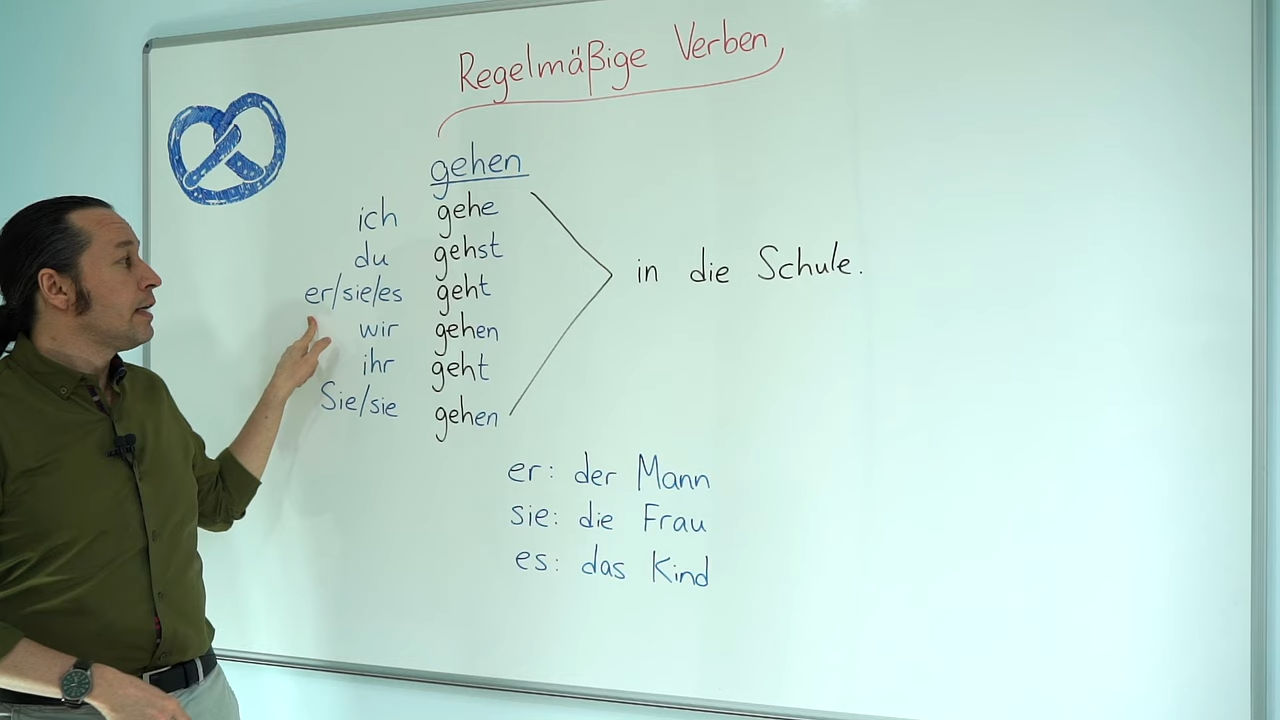 Regelmäßige Verben
gehen
ich gehe
du gehst
er/sie/es geht
wir gehen
ihr geht
Sie/sie gehen
in die Schule.
er: der Mann
sie: die Frau
es: das Kind